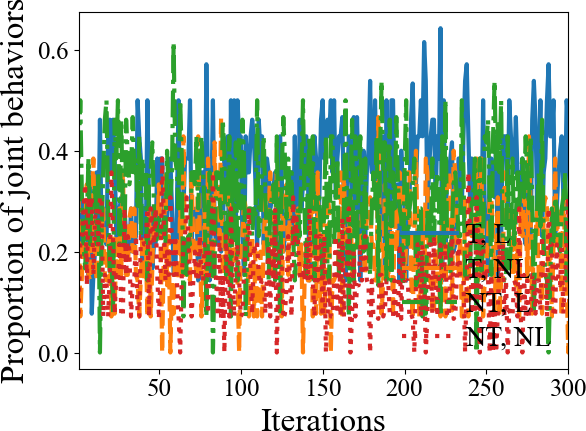 Proportion of joint behaviors
0.6
0.4
0.2
0.0
T, L
T, NL
NT, L
NT, NL
50 100 150 200 250 300
Iterations